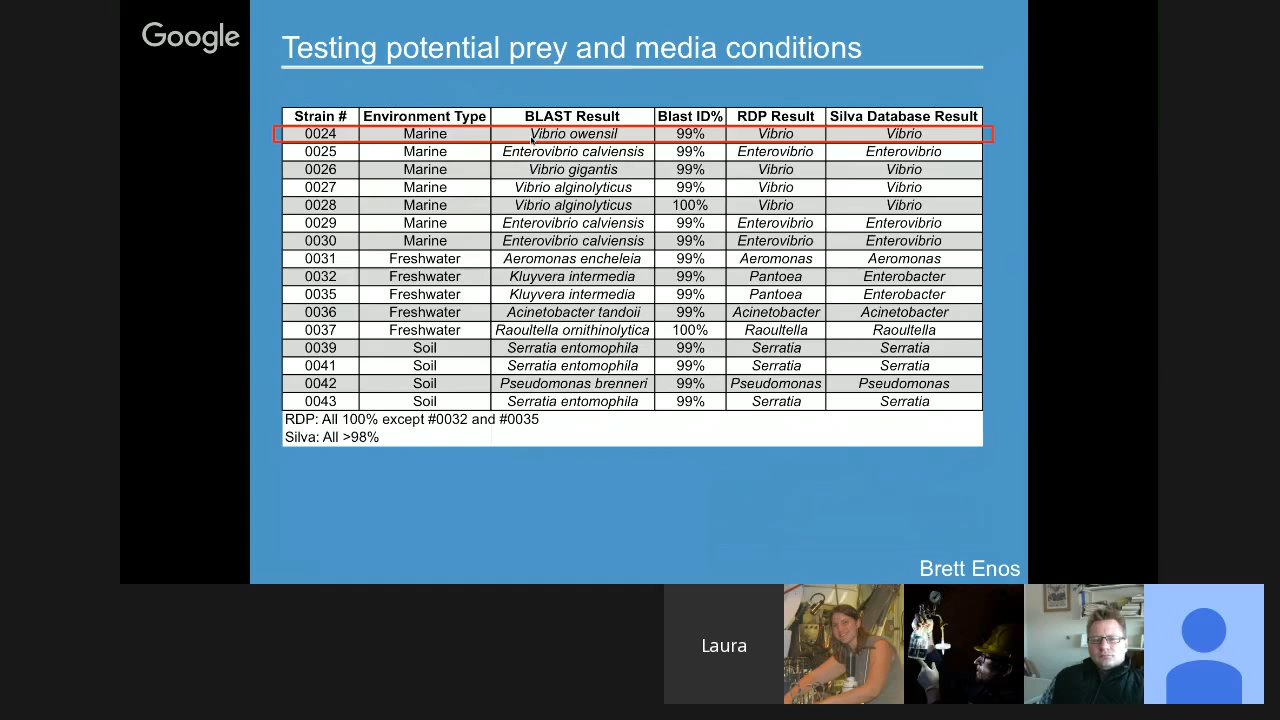 Google
Testing potential prey and media conditions
Strain # Environment Type BLAST Result Blast ID% RDP Result Silva Database Result
0024 Marine Vibrio owensil 99% Vibrio Vibrio
0025 Marine Enterovibrio calviensis 99% Enterovibrio Enterovibrio
0026 Marine Vibrio gigantis 99% Vibrio Vibrio
0027 Marine Vibrio alginolyticus 99% Vibrio Vibrio
0028 Marine Vibrio alginolyticus 100% Vibrio Vibrio
0029 Marine Enterovibrio calviensis 99% Enterovibrio Enterovibrio
0030 Marine Enterovibrio calviensis 99% Enterovibrio Enterovibrio
0031 Freshwater Aeromonas encheleia 99% Aeromonas Aeromonas
0032 Freshwater Kluyvera intermedia 99% Pantoea Enterobacter
0035 Freshwater Kluyvera intermedia 99% Pantoea Enterobacter
0036 Freshwater Acinetobacter tandoii 99% Acinetobacter Acinetobacter
0037 Freshwater Raoultella ornithinolytica 100% Raoultella Raoultella
0039 Soil Serratia entomophila 99% Serratia Serratia
0041 Soil Serratia entomophila 99% Serratia Serratia
0042 Soil Pseudomonas brenneri 99% Pseudomonas Pseudomonas
0043 Soil Serratia entomophila 99% Serratia Serratia
RDP: All 100% except #0032 and #0035
Silva: All >98%
Brett Enos
Laura